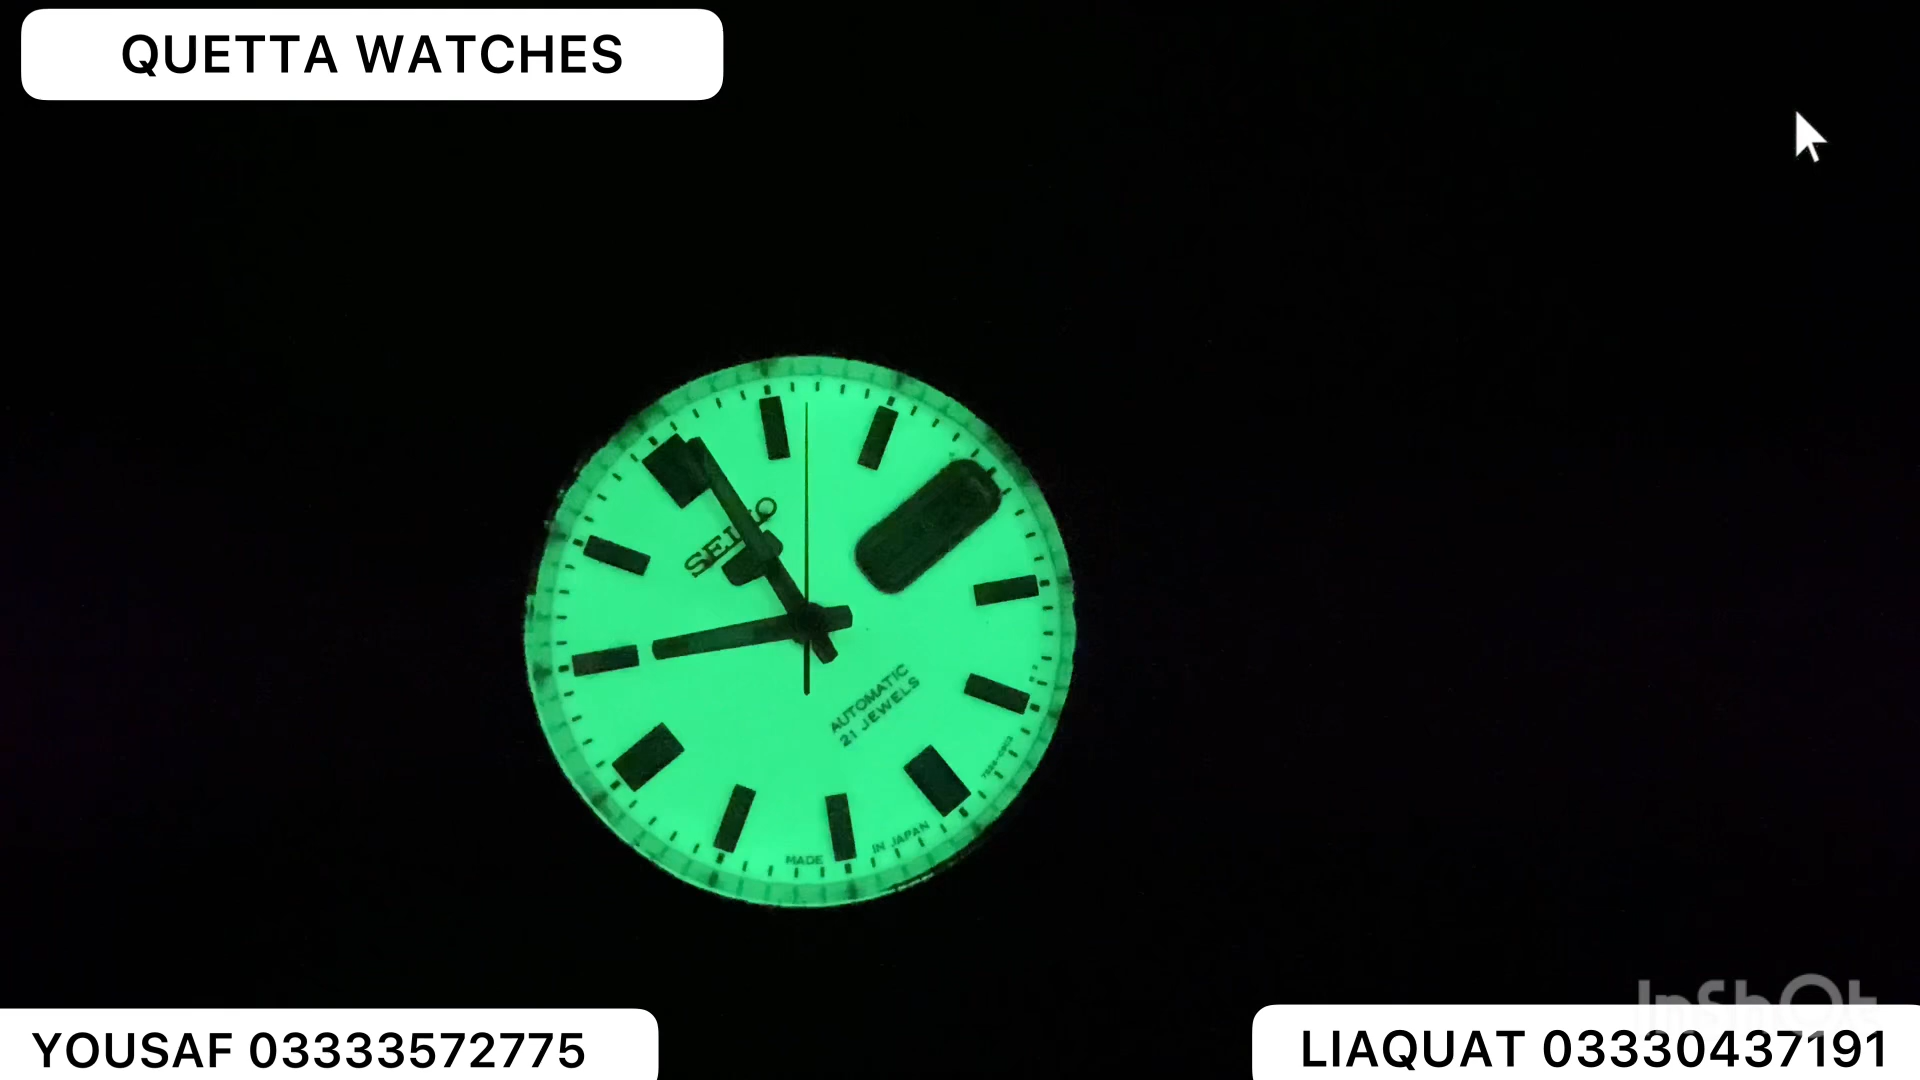 QUETTA WATCHES
SEIKO
AUTOMATIC
21 JEWELS
MADE
IN JAPAN
InShOt
YOUSAF 03333572775
LIAQUAT 03330437191